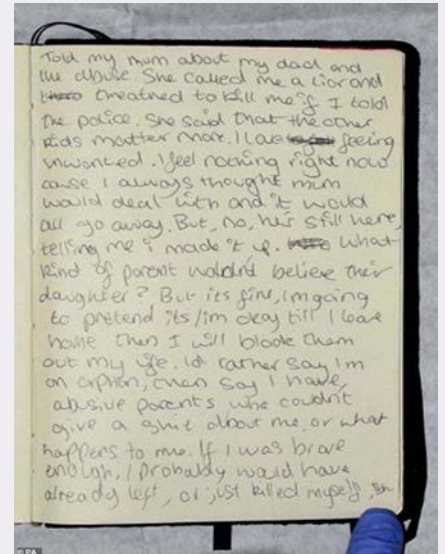 Told my mum about my dad and
the abuse. She called me a liar and
threatned to kill me if I told
the police. She said that the other
kids matter more. I love feeling
unwanted. I feel nothing right now
cause I always thought mum
would deal with and it would
all go away. But, no, he's still here,
telling me i made it up. What
kind of parent wouldn't believe their
daughter? But its fine, im going
to pretend its/im okay till I leave
home then I will block them
out my life. Id rather say I'm
an orphan, then say I have,
abusive parents who couldn't
give a shit about me, or what
happens to me. If I was brave
enough, I probably would have
already left, or just killed myself,
©PA